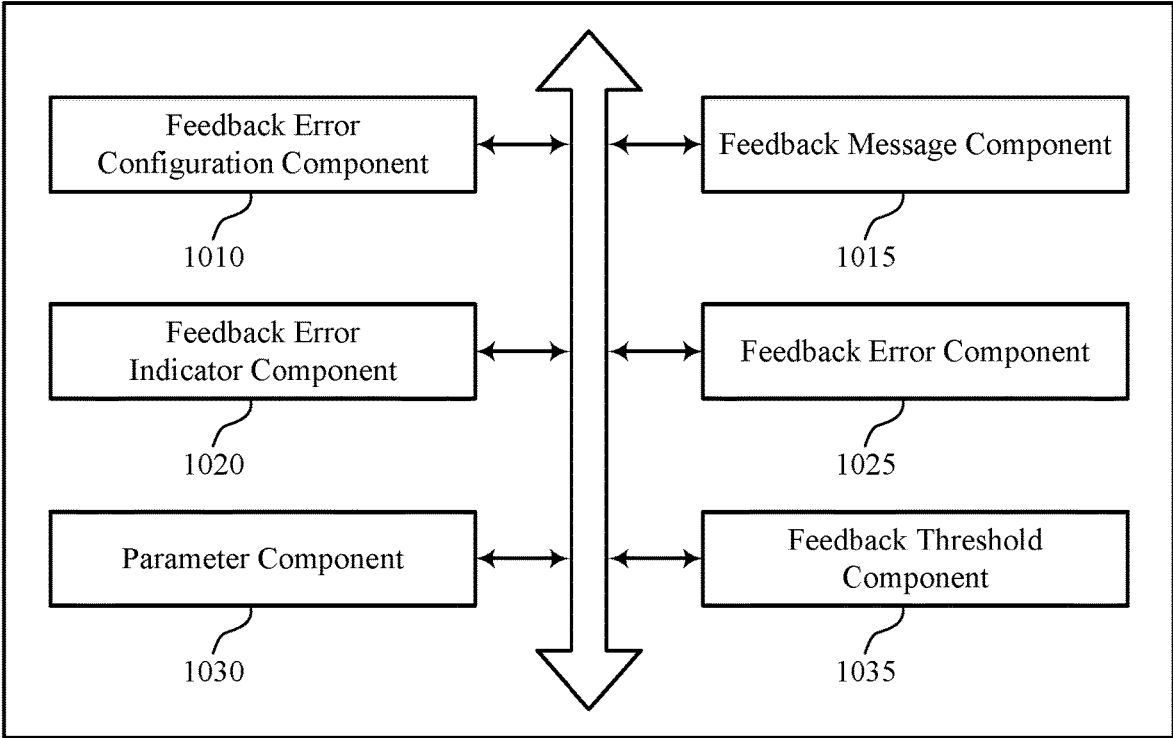 Feedback Error
Configuration Component
1010
Feedback Message Component
1015
Feedback Error
Indicator Component
1020
Feedback Error Component
1025
Parameter Component
1030
Feedback Threshold
Component
1035